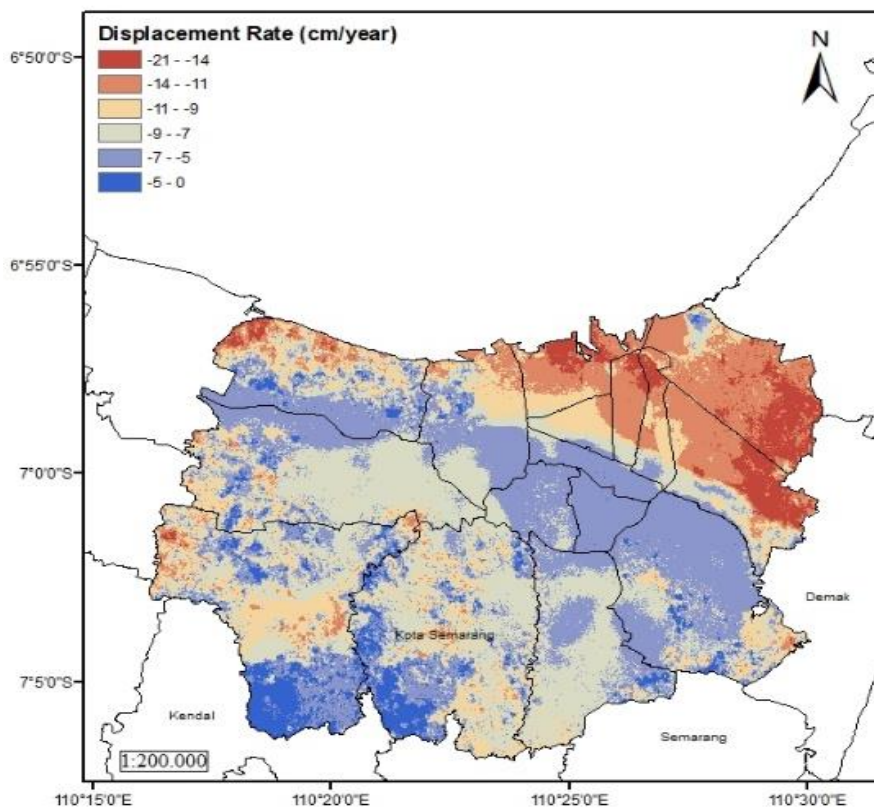 Displacement Rate (cm/year)
-21 - -14
-14 - -11
-11 - -9
-9 - -7
-7 - -5
-5 - 0
N
6°50'0"S
6°55'0"S
7°0'0"S
7°5'0"S
Demak
Kota Semarang
Kendal
Semarang
1:200.000
110°15'0"E
110°20'0"E
110°25'0"E
110°30'0"E